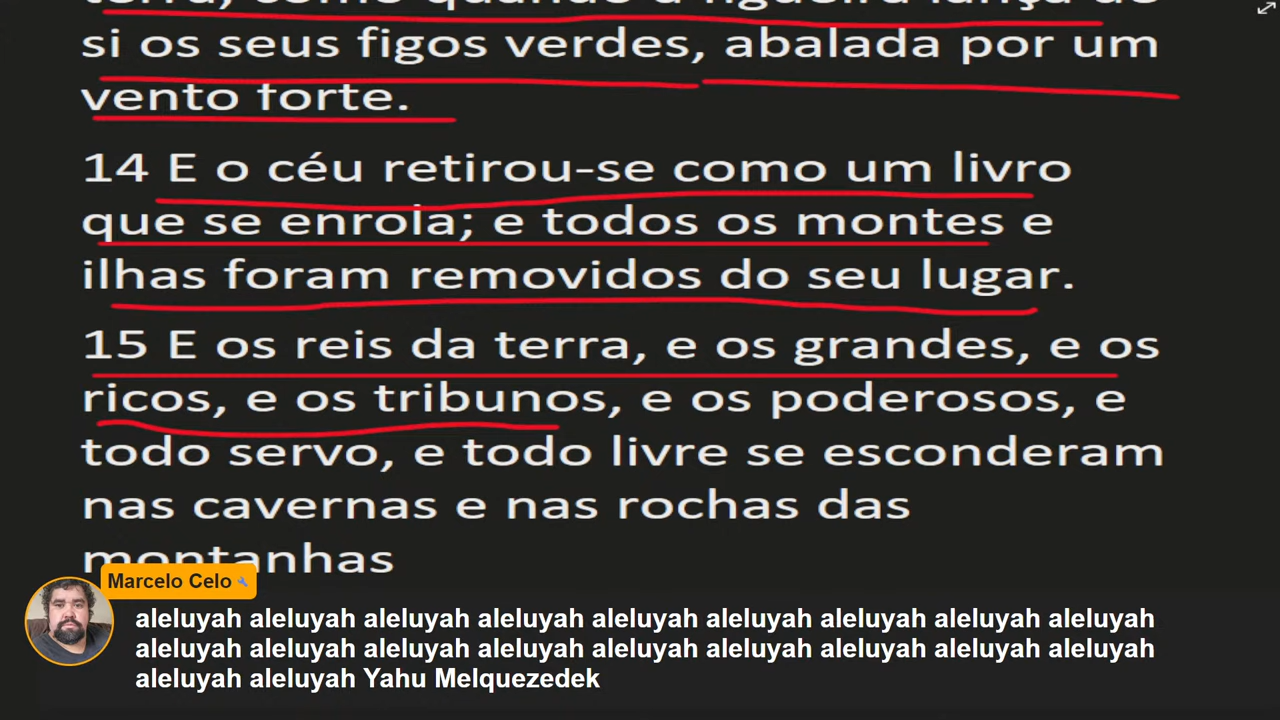 si os seus figos verdes, abalada por um
vento forte.
14 E o céu retirou-se como um livro
que se enrola; e todos os montes e
ilhas foram removidos do seu lugar.
15 E os reis da terra, e os grandes, e os
ricos, e os tribunos, e os poderosos, e
todo servo, e todo livre se esconderam
nas cavernas e nas rochas das
montanhas
Marcelo Celo
aleluyah aleluyah aleluyah aleluyah aleluyah aleluyah aleluyah aleluyah aleluyah
aleluyah aleluyah aleluyah aleluyah aleluyah aleluyah aleluyah aleluyah aleluyah
aleluyah aleluyah Yahu Melquezedek